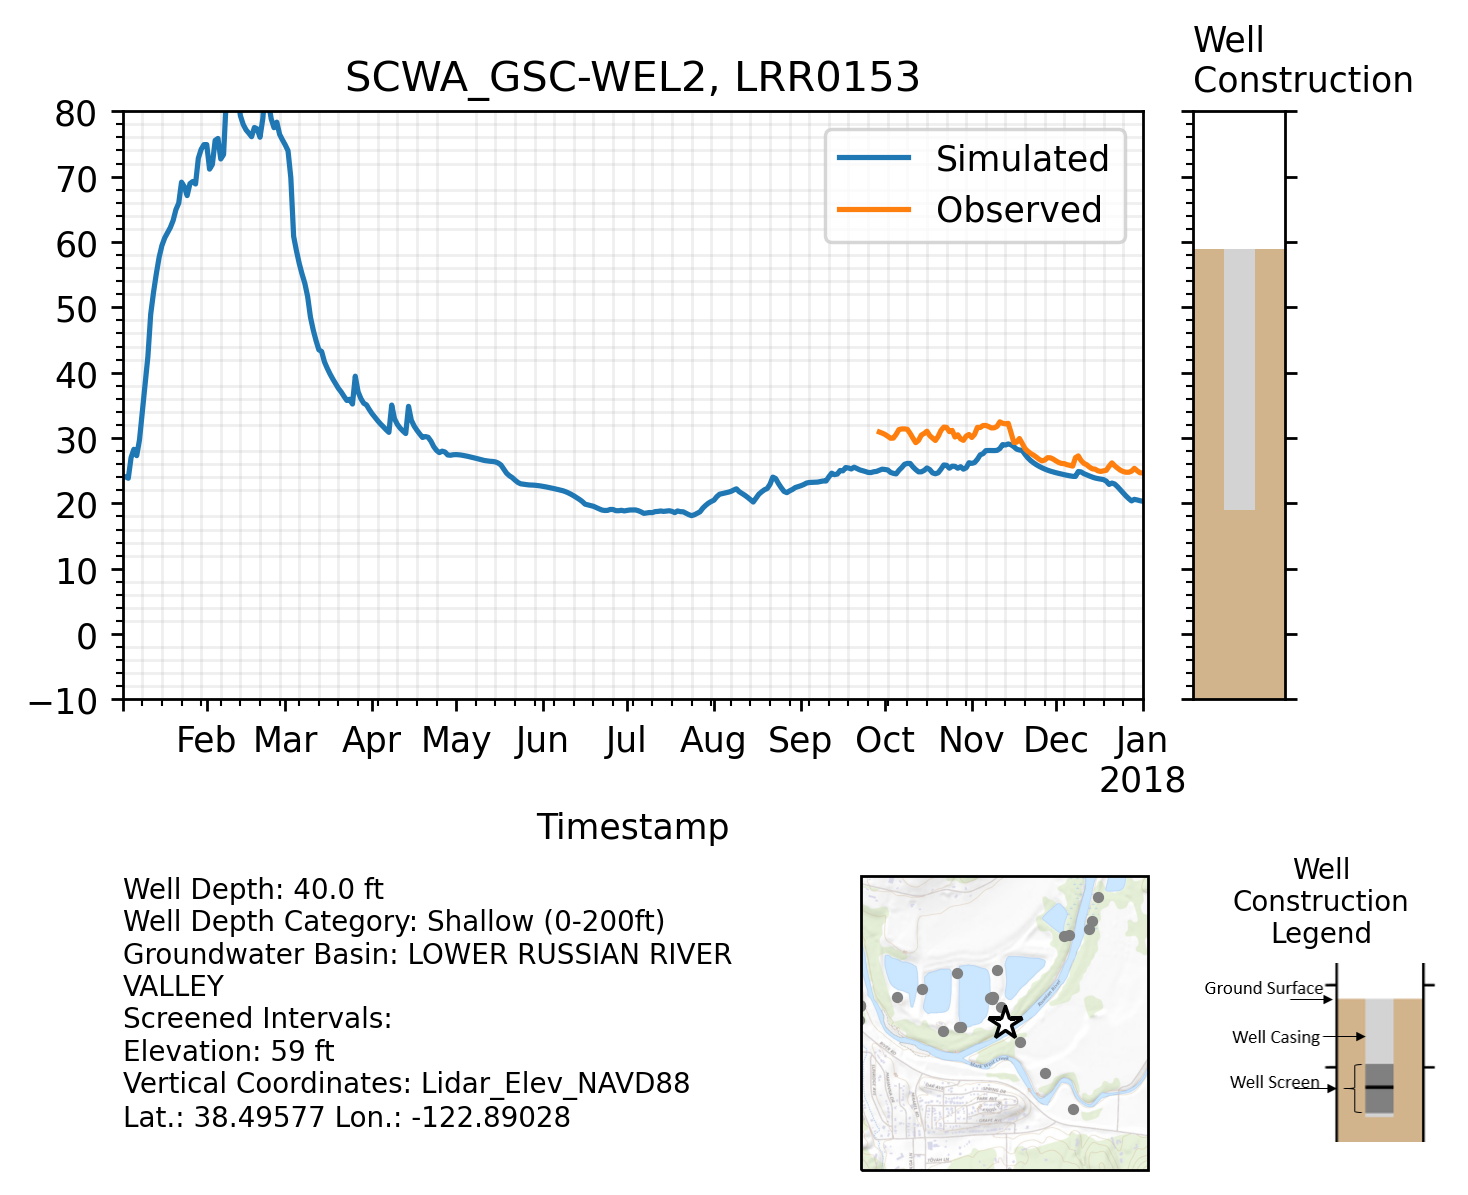 Well
Construction
SCWA_GSC-WEL2, LRR0153
Simulated
Observed
80
70
60
50
40
30
20
10
0
−10
Feb Mar Apr May Jun Jul Aug Sep Oct Nov Dec Jan
2018
Timestamp
Well Depth: 40.0 ft
Well Depth Category: Shallow (0-200ft)
Groundwater Basin: LOWER RUSSIAN RIVER
VALLEY
Screened Intervals:
Elevation: 59 ft
Vertical Coordinates: Lidar_Elev_NAVD88
Lat.: 38.49577 Lon.: -122.89028
Well
Construction
Legend
Ground Surface
Well Casing
Well Screen